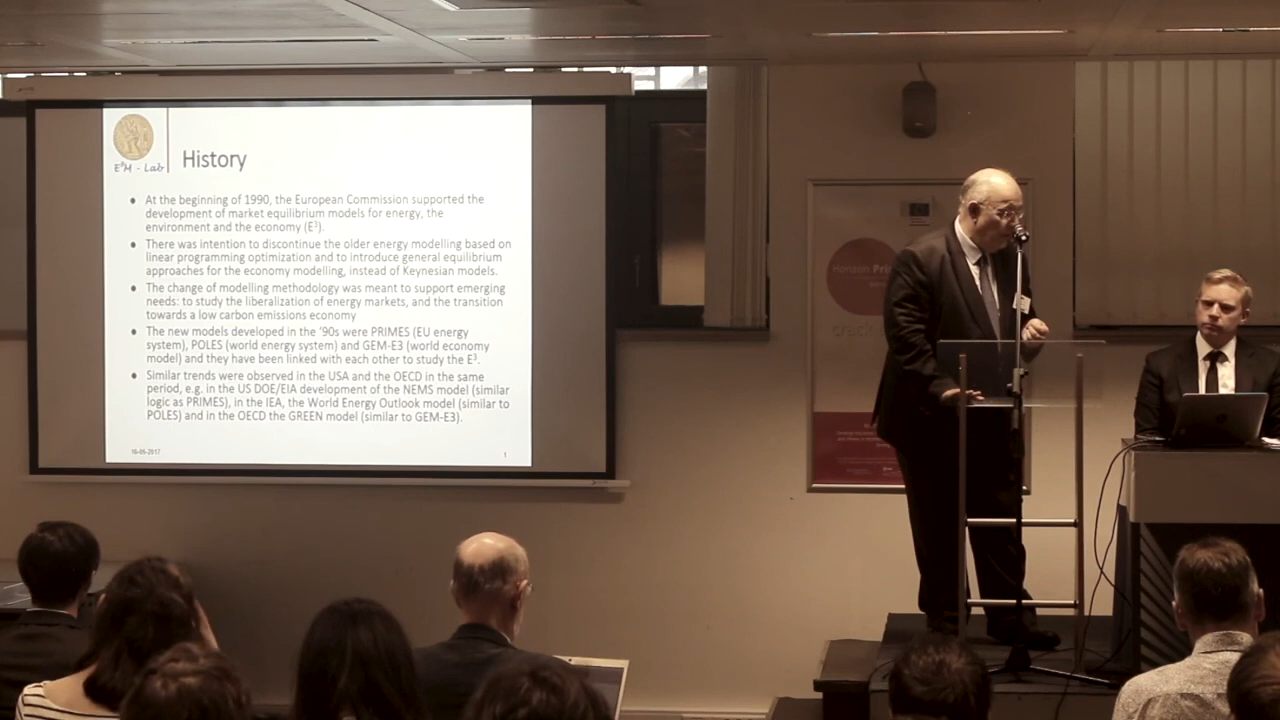 E³M - Lab
History
• At the beginning of 1990, the European Commission supported the
development of market equilibrium models for energy, the
environment and the economy (E³).
• There was intention to discontinue the older energy modelling based on
linear programming optimization and to introduce general equilibrium
approaches for the economy modelling, instead of Keynesian models.
• The change of modelling methodology was meant to support emerging
needs: to study the liberalization of energy markets, and the transition
towards a low carbon emissions economy
• The new models developed in the '90s were PRIMES (EU energy
system), POLES (world energy system) and GEM-E3 (world economy
model) and they have been linked with each other to study the E³.
• Similar trends were observed in the USA and the OECD in the same
period, e.g. in the US DOE/EIA development of the NEMS model (similar
logic as PRIMES), in the IEA, the World Energy Outlook model (similar to
POLES) and in the OECD the GREEN model (similar to GEM-E3).
16-05-2017
1
Horizon